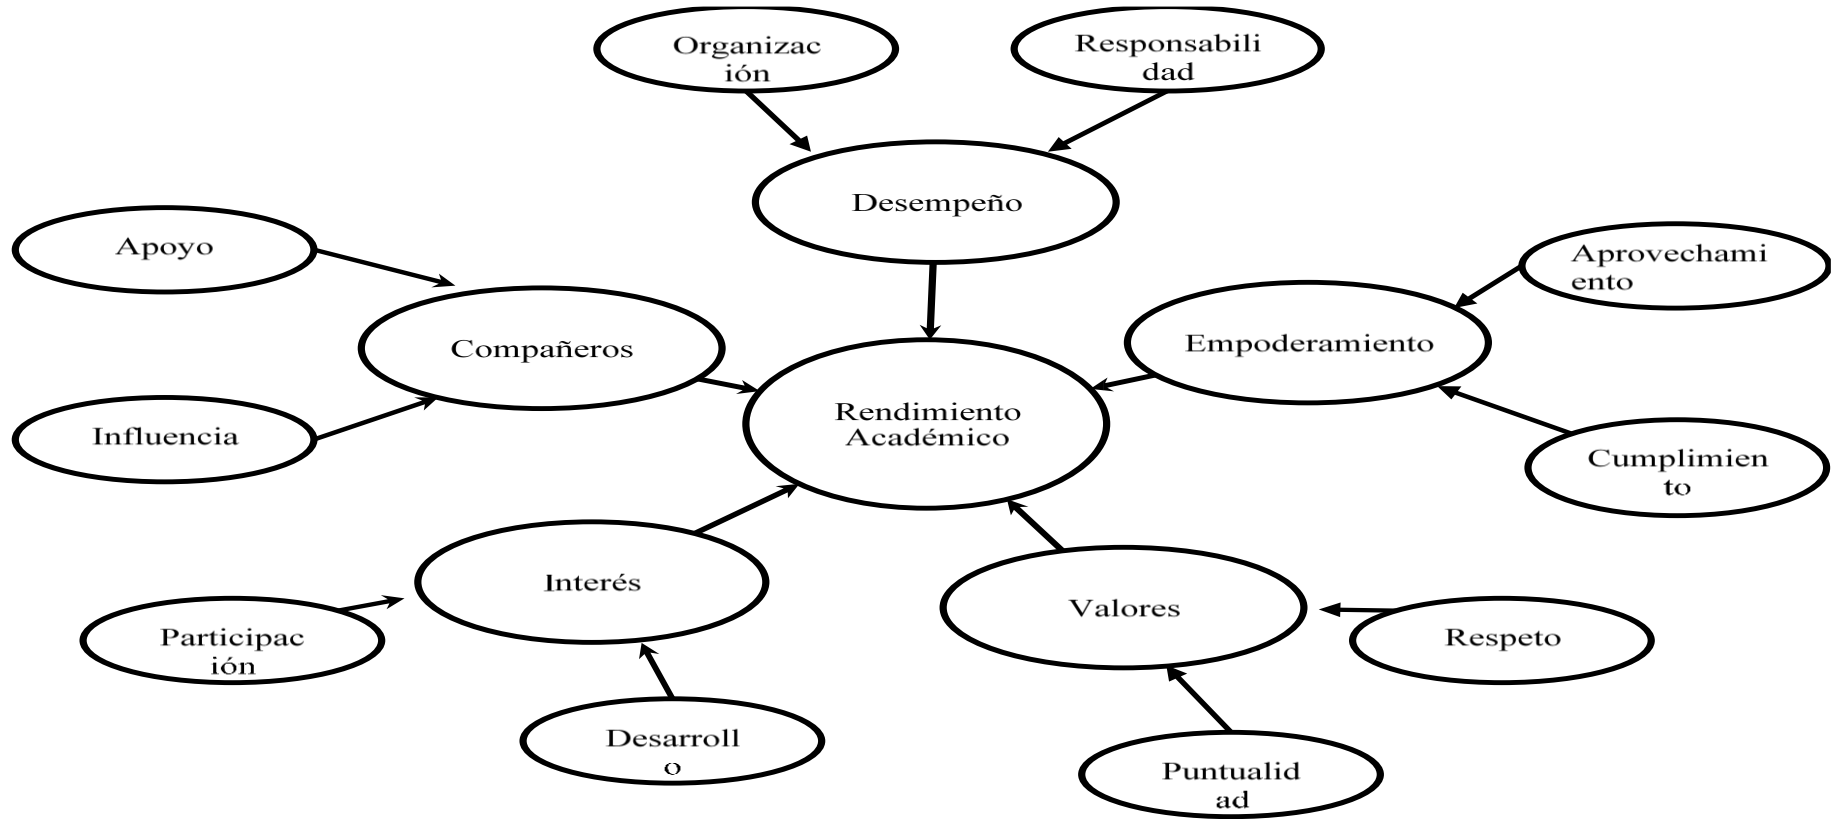 Organizac
ión
Responsabili
dad
Desempeño
Apoyo
Aprovechami
ento
Compañeros
Empoderamiento
Influencia
Rendimiento
Académico
Cumplimien
to
Interés
Valores
Participac
ión
Respeto
Desarroll
o
Puntualid
ad